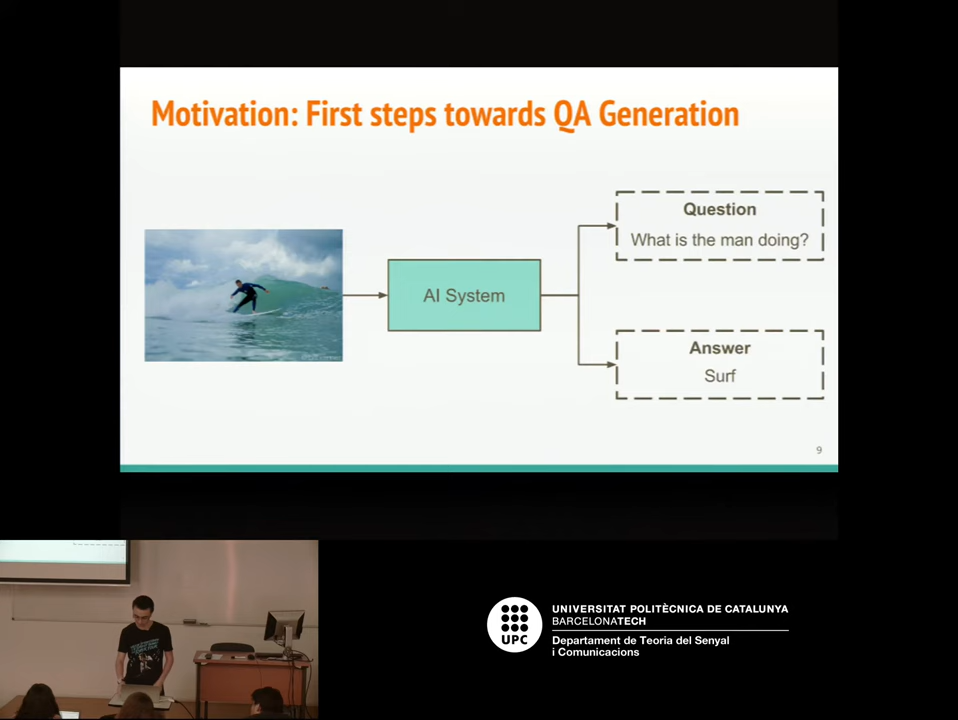 Motivation: First steps towards QA Generation
Question
What is the man doing?
AI System
Answer
Surf
9
UPC
UNIVERSITAT POLITÈCNICA DE CATALUNYA
BARCELONATECH
Departament de Teoria del Senyal
i Comunicacions